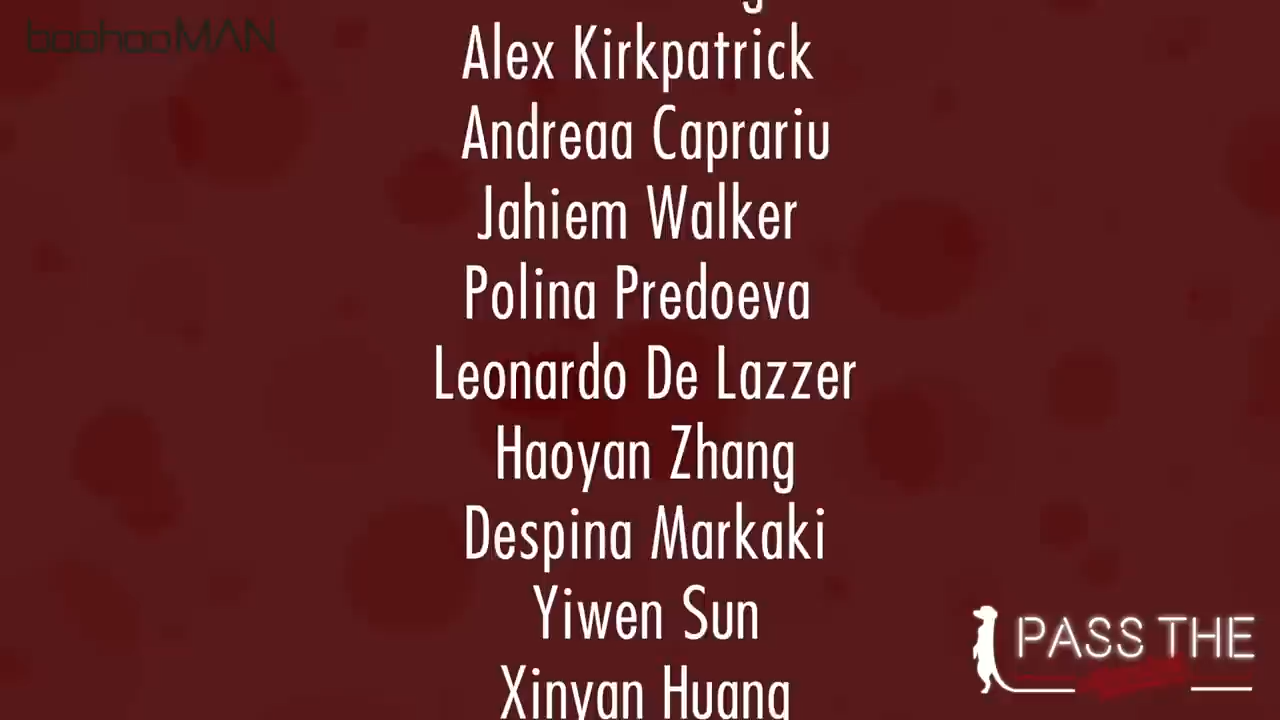 boohooMAN
Alex Kirkpatrick
Andreaa Caprariu
Jahiem Walker
Polina Predoeva
Leonardo De Lazzer
Haoyan Zhang
Despina Markaki
Yiwen Sun
Xinyan Huang
PASS THE